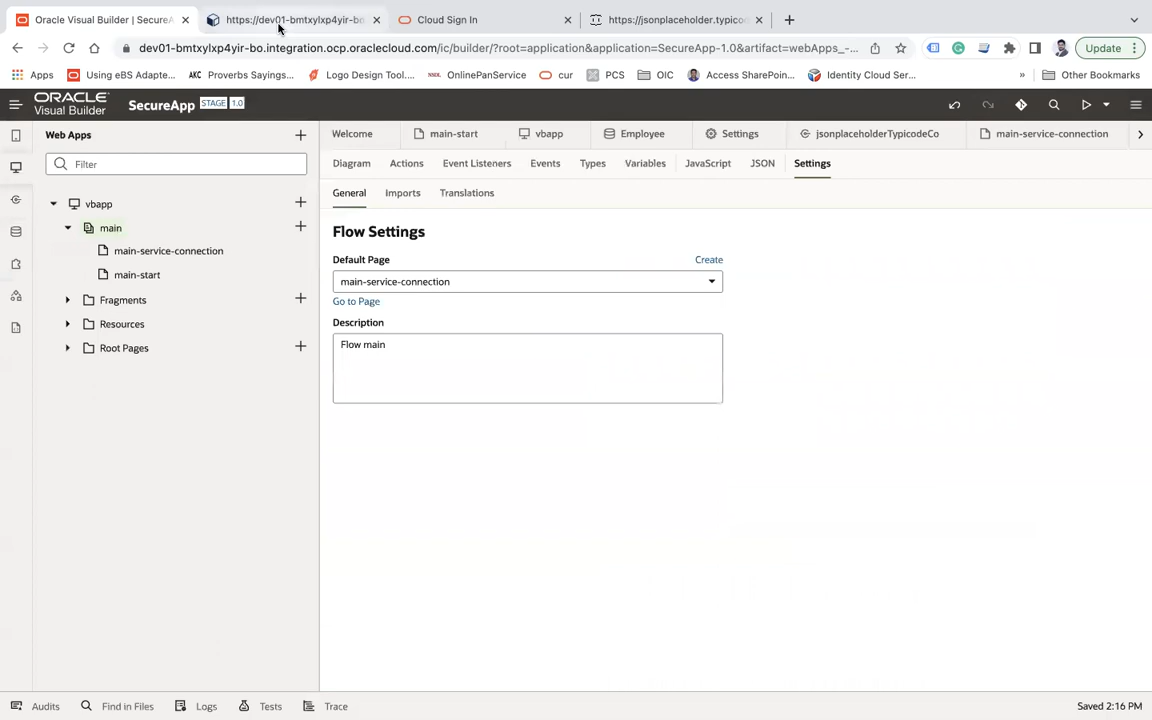 Oracle Visual Builder | SecureA
https://dev01-bmtxylxp4yir-bo
Cloud Sign In
https://jsonplaceholder.typico
dev01-bmtxylxp4yir-bo.integration.ocp.oraclecloud.com/ic/builder/?root=application&application=SecureApp-1.0&artifact=webApps_-...
Update
Apps
Using eBS Adapte...
AKC
Proverbs Sayings...
Logo Design Tool....
OnlinePanService
cur
PCS
OIC
Access SharePoin...
Identity Cloud Ser...
»
Other Bookmarks
ORACLE
Visual Builder
SecureApp
STAGE 1.0
Web Apps
Welcome
main-start
vbapp
Employee
Settings
jsonplaceholderTypicodeCo
main-service-connection
Filter
Diagram
Actions
Event Listeners
Events
Types
Variables
JavaScript
JSON
Settings
General
Imports
Translations
vbapp
main
main-service-connection
main-start
Fragments
Resources
Root Pages
Flow Settings
Default Page
Create
main-service-connection
Go to Page
Description
Flow main
Audits
Find in Files
Logs
Tests
Trace
Saved 2:16 PM